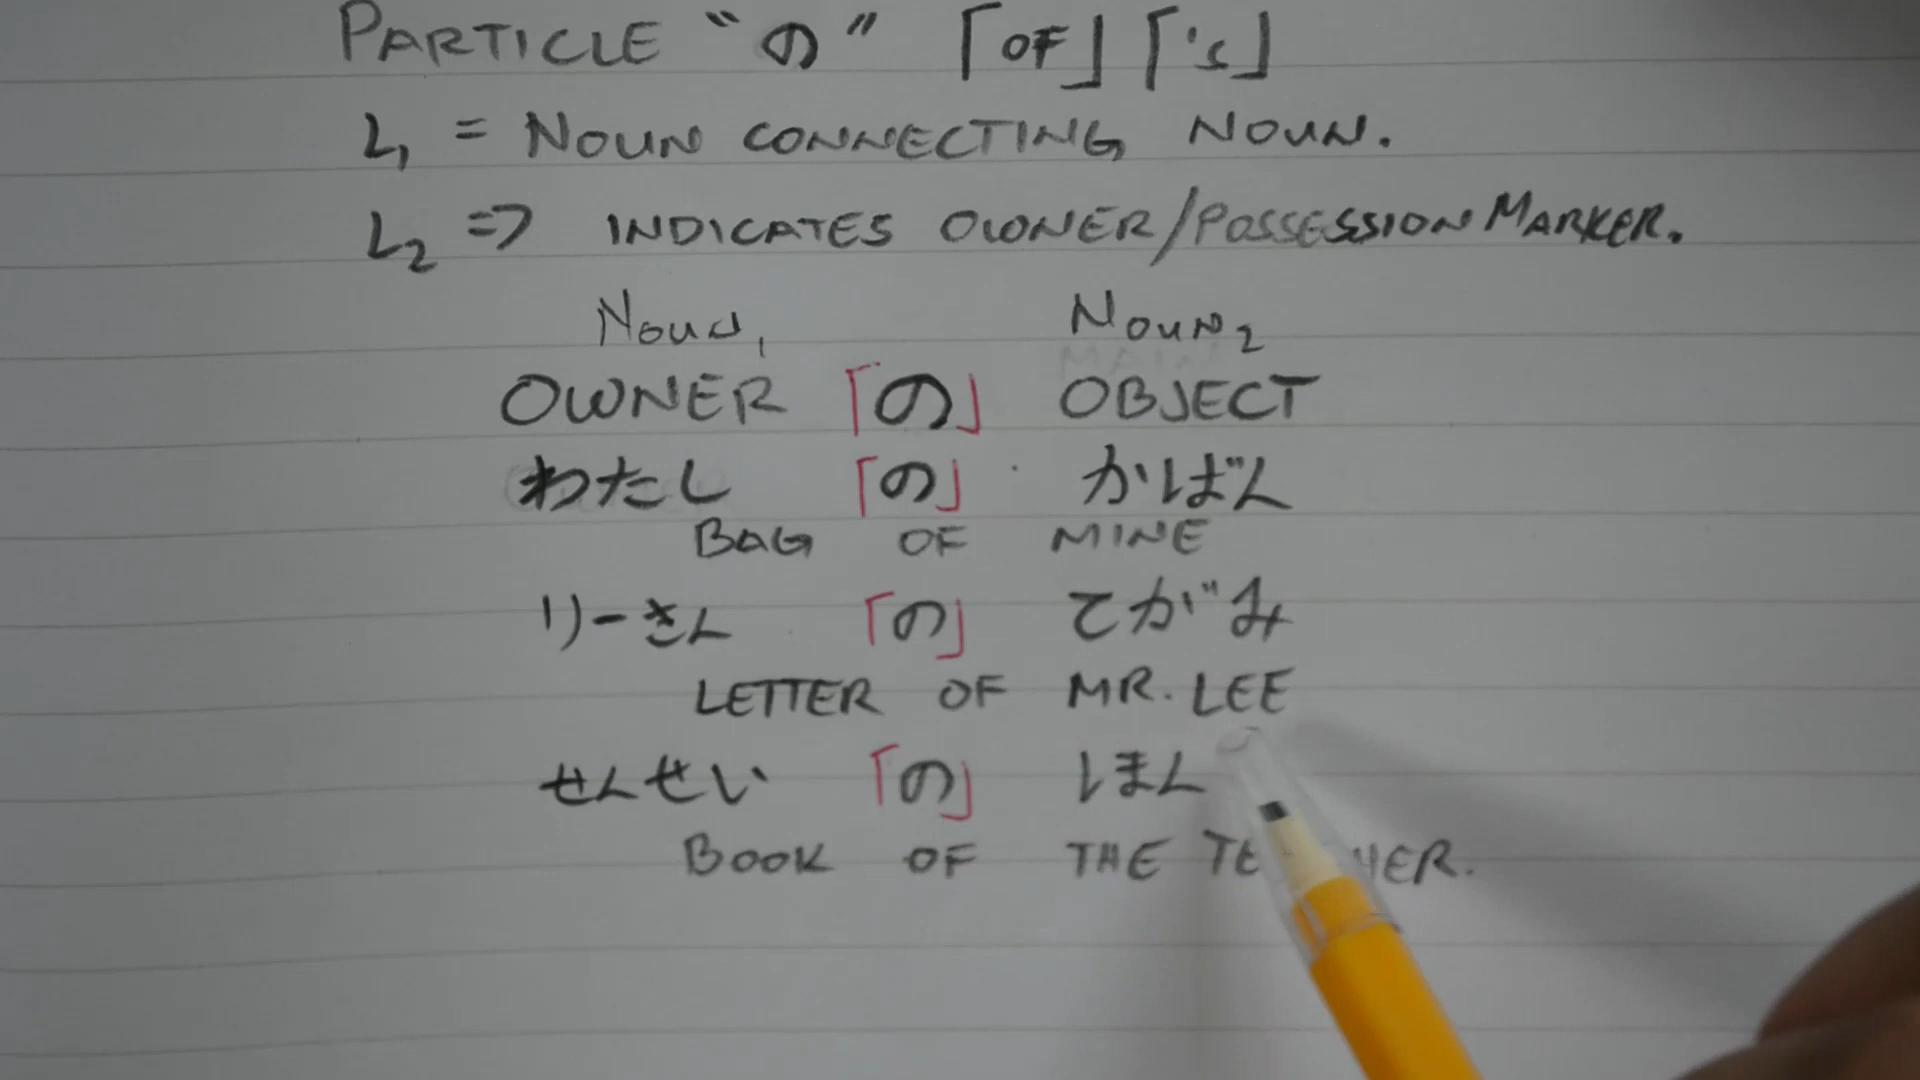 PARTICLE "の" 「OF」「'S」
L1 = NOUN CONNECTING NOUN.
L2 => INDICATES OWNER/POSSESSION MARKER.
NOUN1 NOUN2
OWNER 「の」 OBJECT
わたし 「の」 かばん
BAG OF MINE
りーさん 「の」 てがみ
LETTER OF MR. LEE
せんせい 「の」 ほん
BOOK OF THE